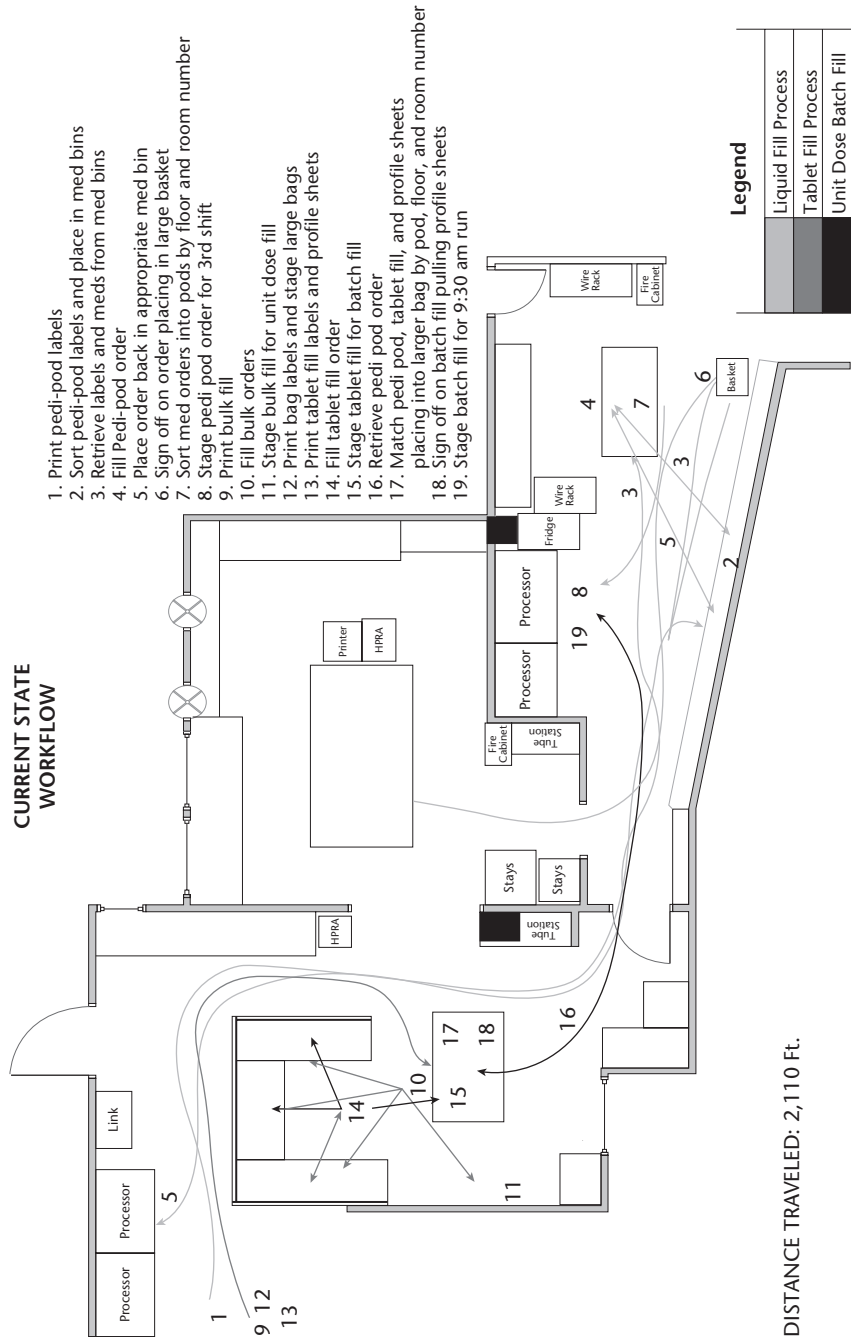 CURRENT STATE
WORKFLOW
1. Print pedi-pod labels
2. Sort pedi-pod labels and place in med bins
3. Retrieve labels and meds from med bins
4. Fill Pedi-pod order
5. Place order back in appropriate med bin
6. Sign off on order placing in large basket
7. Sort med orders into pods by floor and room number
8. Stage pedi pod order for 3rd shift
9. Print bulk fill
10. Fill bulk orders
11. Stage bulk fill for unit dose fill
12. Print bag labels and stage large bags
13. Print tablet fill labels and profile sheets
14. Fill tablet fill order
15. Stage tablet fill for batch fill
16. Retrieve pedi pod order
17. Match pedi pod, tablet fill, and profile sheets
placing into larger bag by pod, floor, and room number
18. Sign off on batch fill pulling profile sheets
19. Stage batch fill for 9:30 am run
Processor
Processor
Link
5
1
9 12
13
HPRA
14
10
11
15
17
18
16
Printer
HPRA
Stays
Stays
Tube
Station
Fire
Cabinet
Tube
Station
Processor
Processor
Fridge
Wire
Rack
19
8
4
7
3
3
5
2
6
Basket
Wire
Rack
Fire
Cabinet
Legend
Liquid Fill Process
Tablet Fill Process
Unit Dose Batch Fill
DISTANCE TRAVELED: 2,110 Ft.